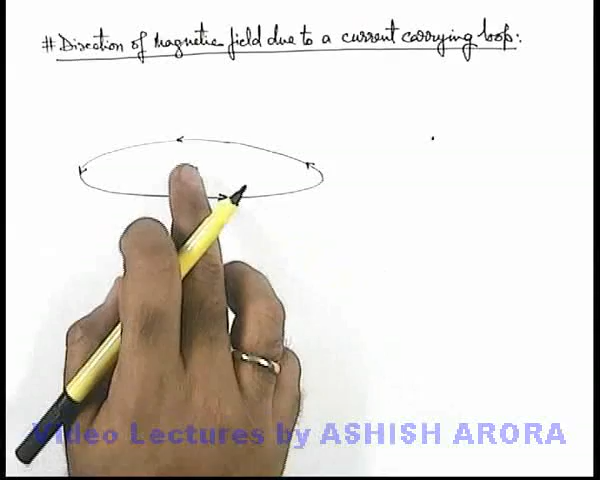 # Direction of Magnetic field due to a current carrying loop:
Video Lectures by ASHISH ARORA